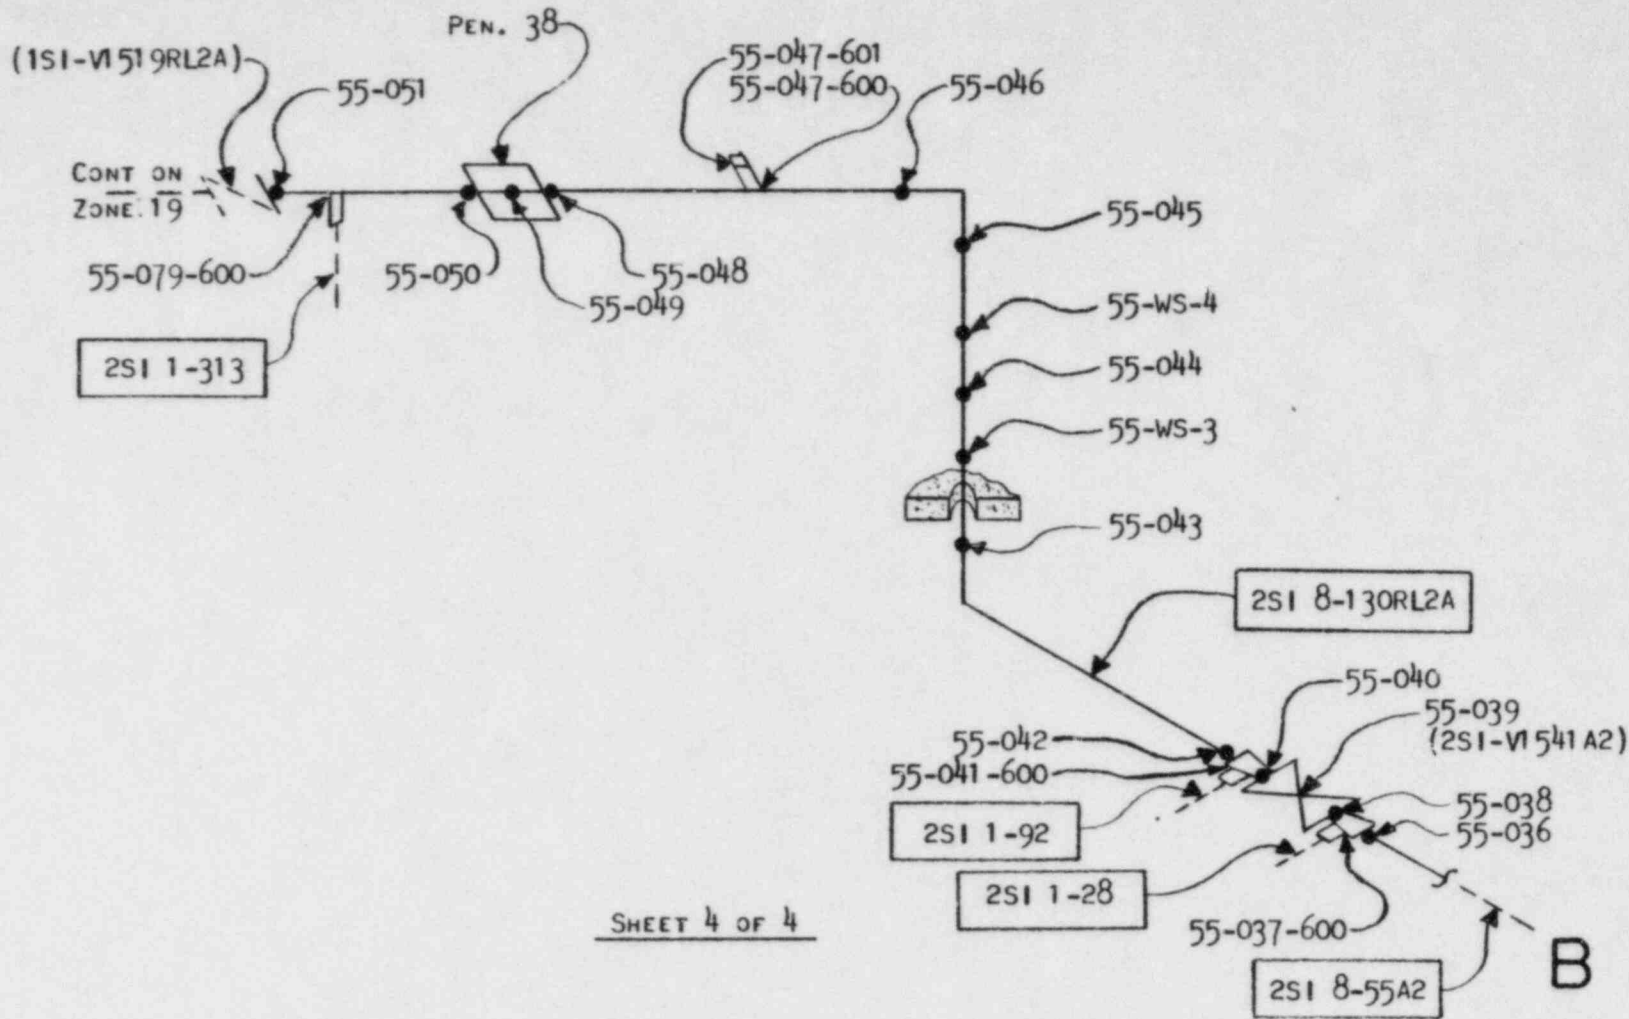 PEN. 38
(1SI-V1519RL2A)
55-051
55-047-601
55-047-600
55-046
CONT ON
ZONE 19
55-079-600
55-050
55-048
55-049
2SI 1-313
55-045
55-WS-4
55-044
55-WS-3
55-043
2SI 8-130RL2A
55-040
55-039
(2SI-V1541A2)
55-042
55-041-600
55-038
55-036
2SI 1-92
2SI 1-28
55-037-600
2SI 8-55A2
B
SHEET 4 OF 4